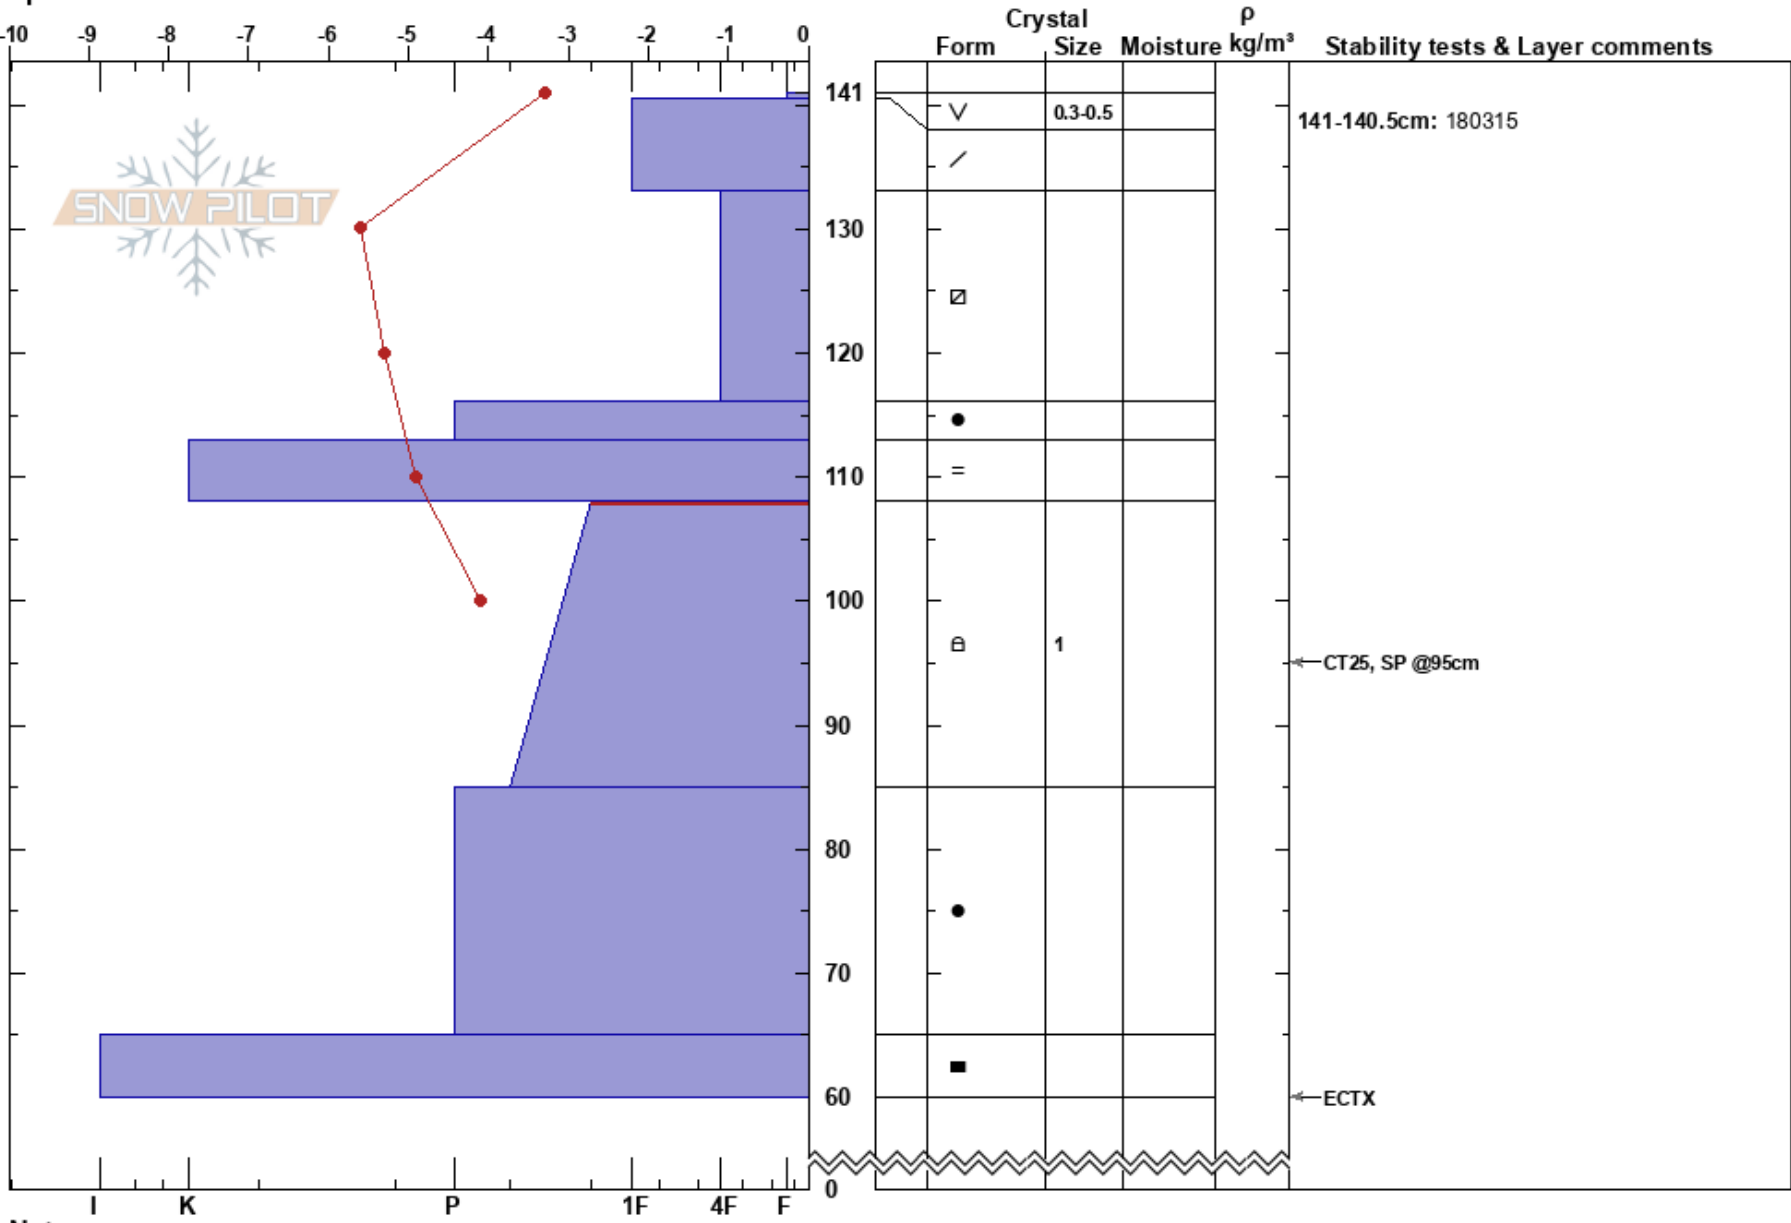 Crystal ρ
-10 -9 -8 -7 -6 -5 -4 -3 -2 -1 0 Form Size Moisture kg/m³ Stability tests & Layer comments
141
0.3-0.5
141-140.5cm: 180315
SNOW PILOT
130
120
110
=
100
1
CT25, SP @95cm
90
80
70
60
ECTX
0
I K P 1F 4F F